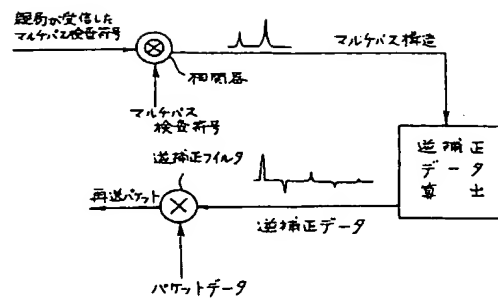 親局が受信した
マルチパス検査符号
相関器
マルチパス構造
マルチパス
検査符号
逆補正フィルタ
逆補正
データ
算出
再送パケット
逆補正データ
パケットデータ